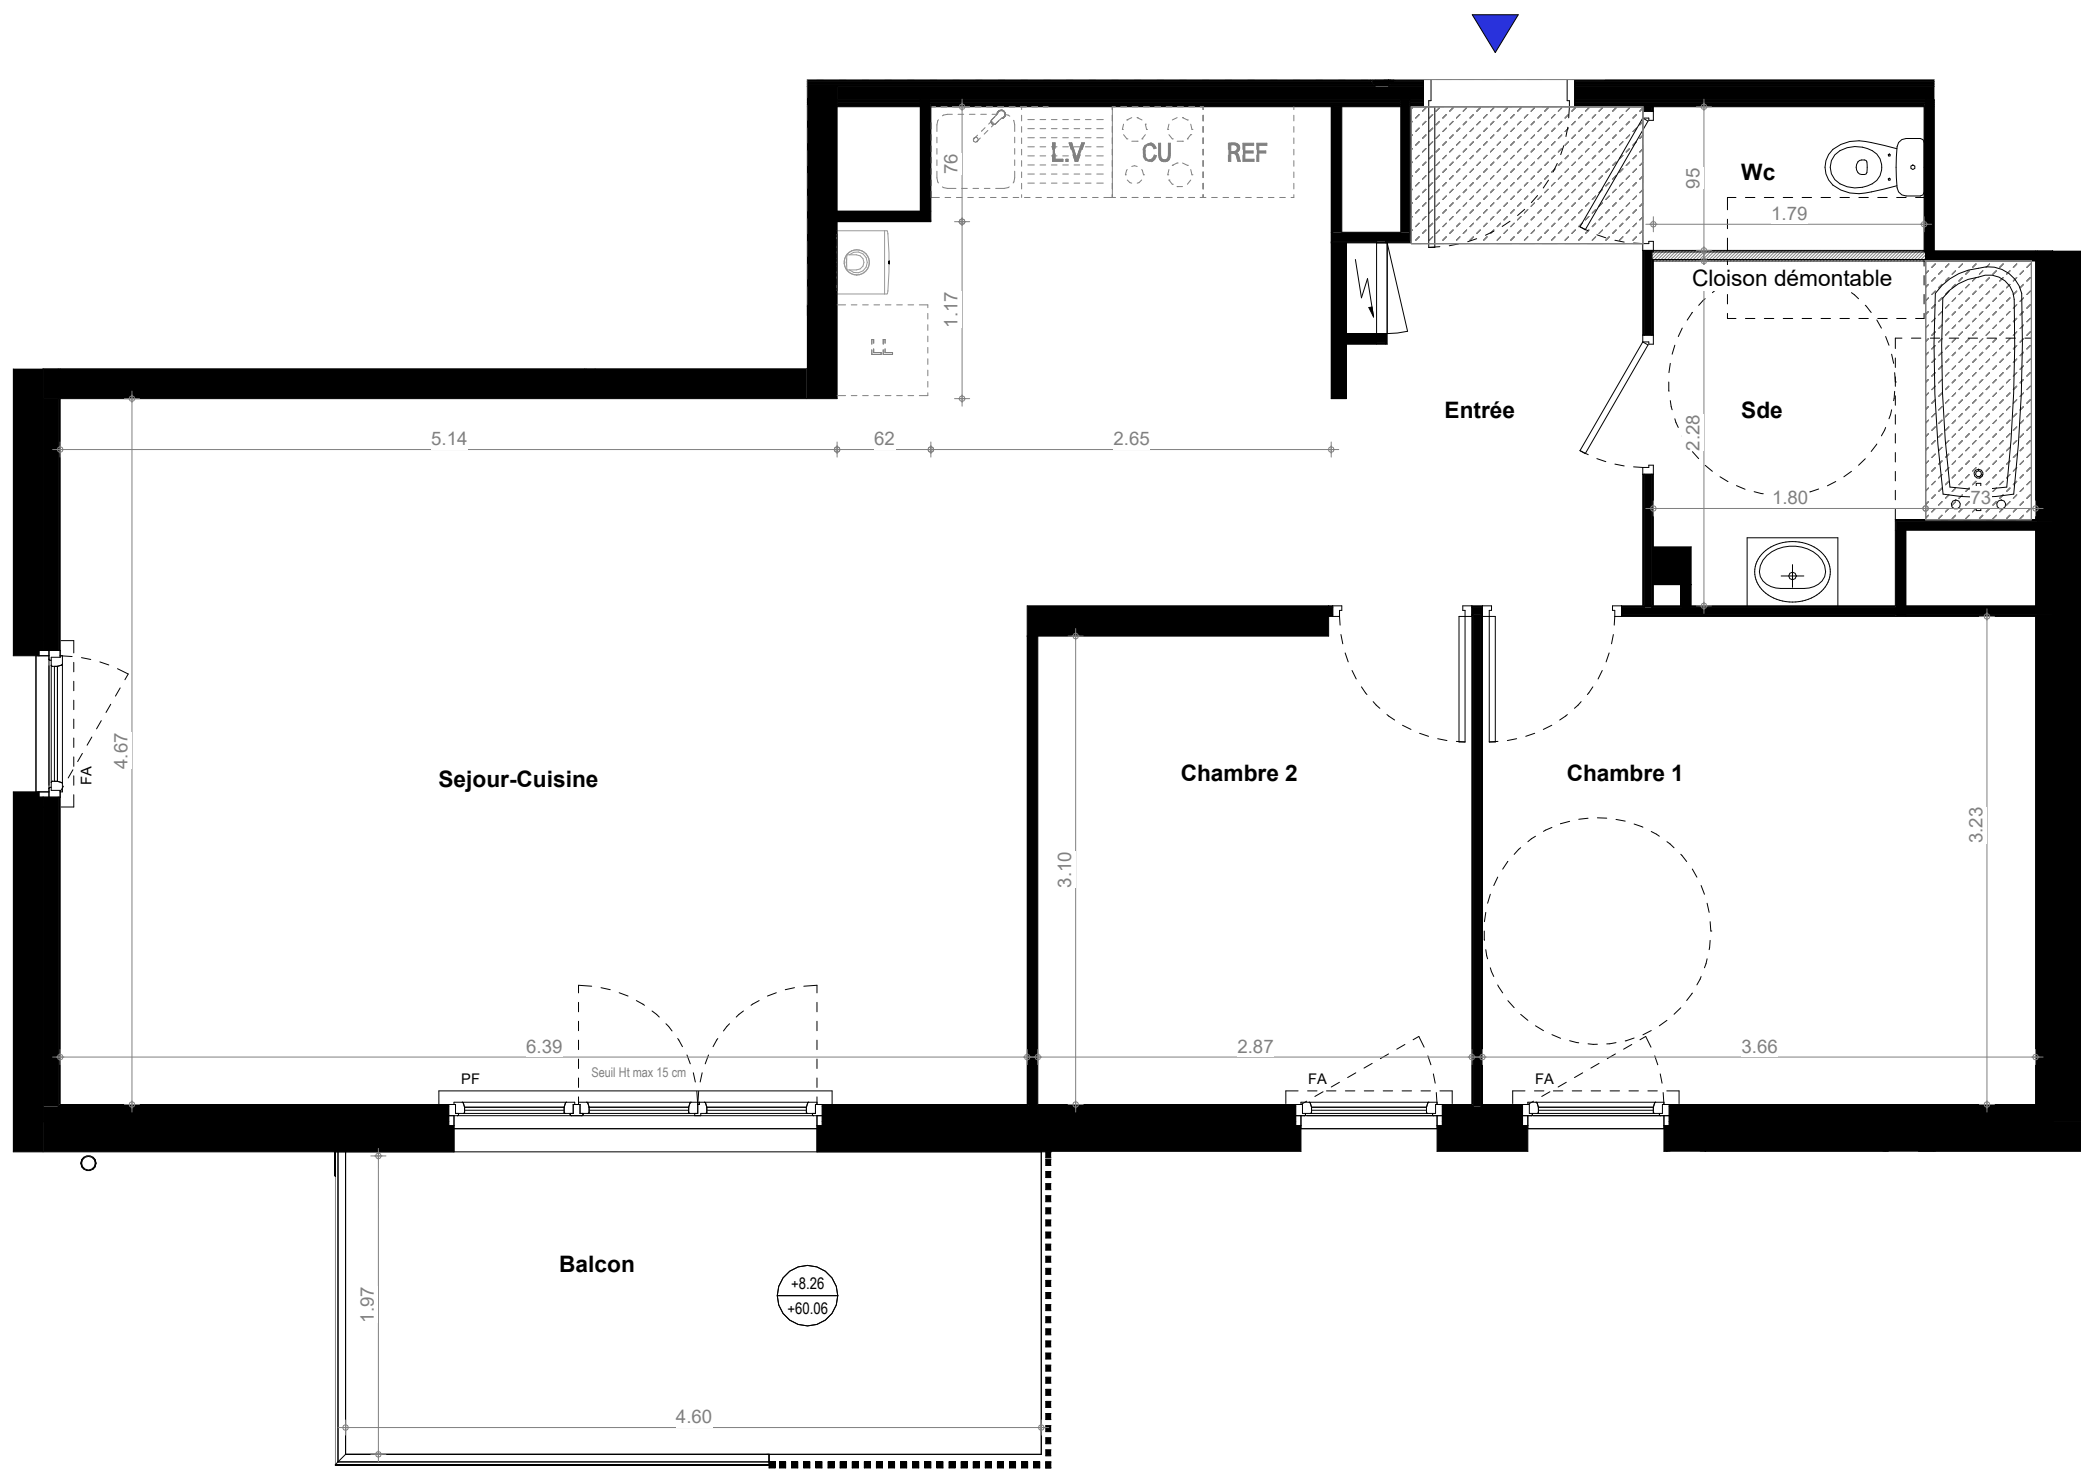 76
L.V
CU
REF
95
Wc
1.79
1.17
Cloison démontable
LL
Entrée
Sde
2.28
5.14
62
2.65
1.80
73
4.67
FA
Sejour-Cuisine
Chambre 2
Chambre 1
3.10
3.23
6.39
2.87
3.66
Seuil Ht max 15 cm
PF
FA
FA
Balcon
+8.26
+60.06
1.97
4.60